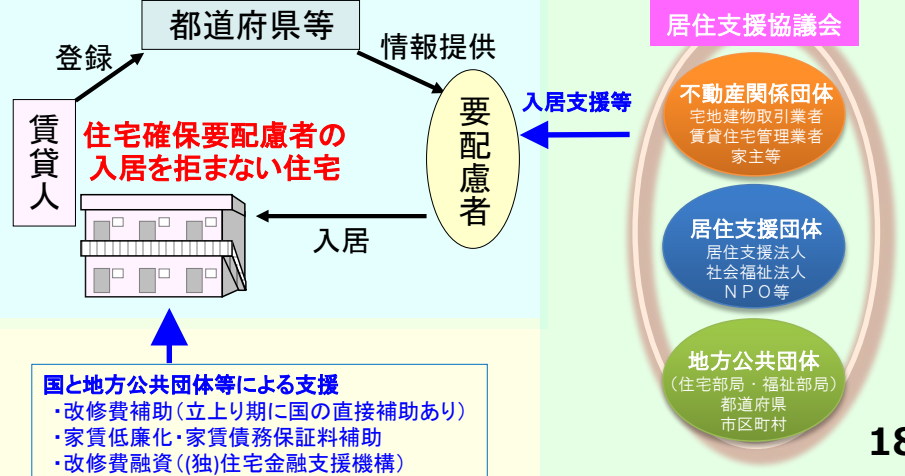 都道府県等
登録
情報提供
賃貸人
住宅確保要配慮者の
入居を拒まない住宅
要配慮者
入居
入居支援等
国と地方公共団体等による支援
・改修費補助(立上り期に国の直接補助あり)
・家賃低廉化・家賃債務保証料補助
・改修費融資((独)住宅金融支援機構)
居住支援協議会
不動産関係団体
宅地建物取引業者
賃貸住宅管理業者
家主等
居住支援団体
居住支援法人
社会福祉法人
NPO等
地方公共団体
(住宅部局・福祉部局)
都道府県
市区町村
18